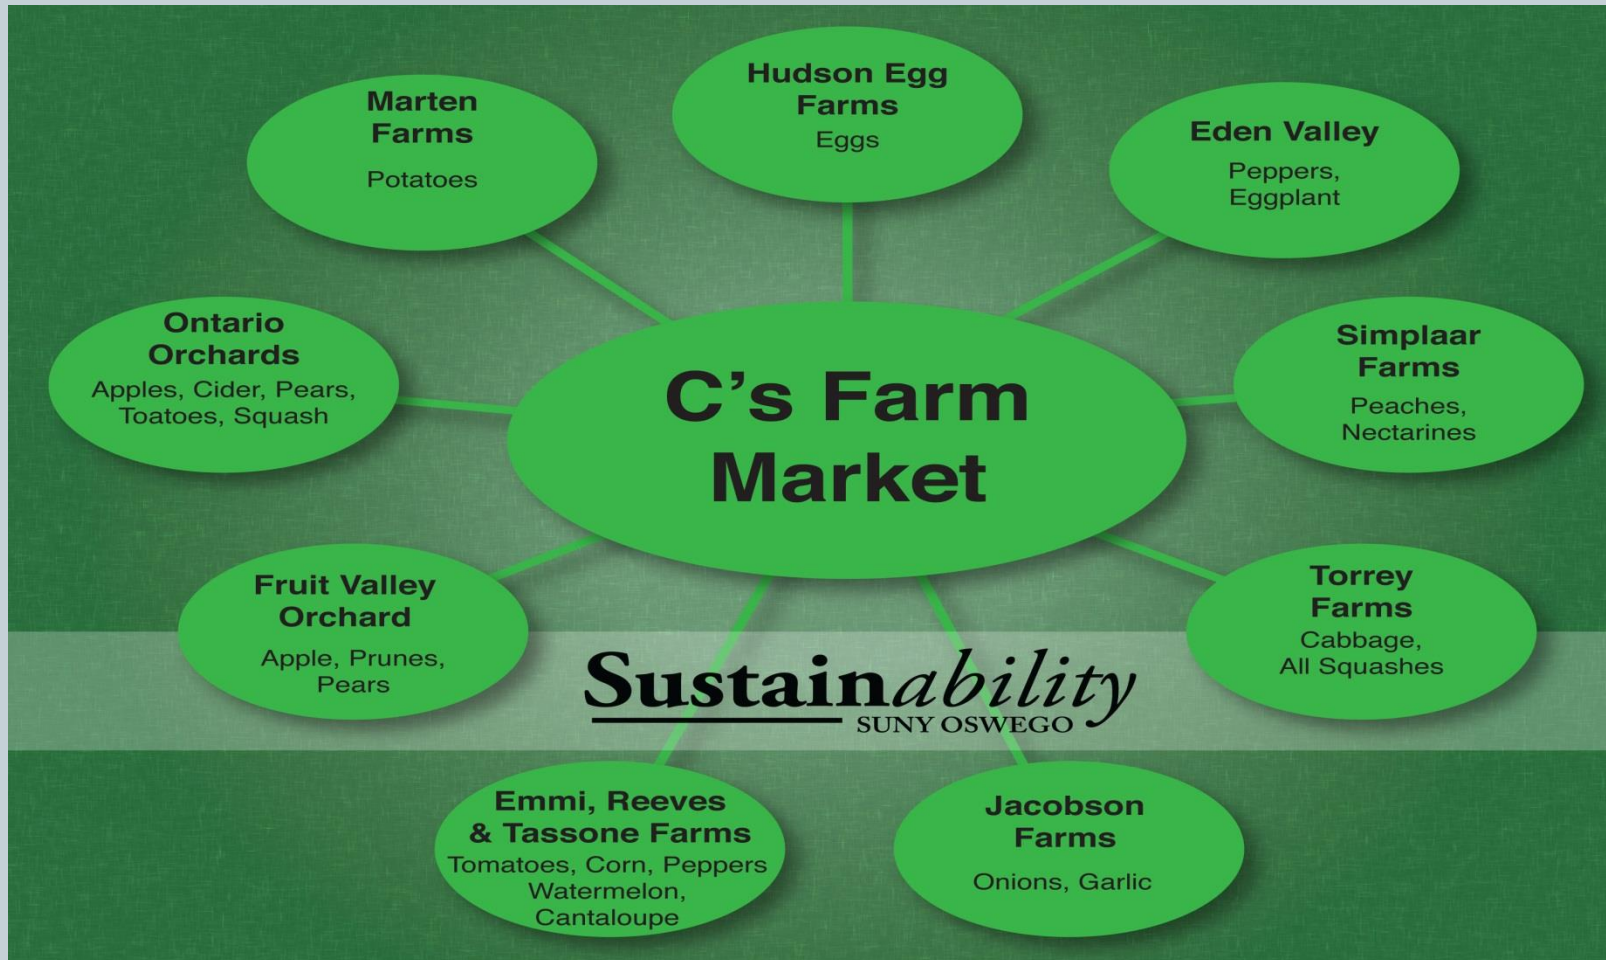 Hudson Egg
Farms
Eggs
Marten
Farms
Potatoes
Eden Valley
Peppers,
Eggplant
Ontario
Orchards
Apples, Cider, Pears,
Toatoes, Squash
C's Farm
Market
Simplaar
Farms
Peaches,
Nectarines
Fruit Valley
Orchard
Apple, Prunes,
Pears
Torrey
Farms
Cabbage,
All Squashes
Sustainability
SUNY OSWEGO
Emmi, Reeves
& Tassone Farms
Tomatoes, Corn, Peppers
Watermelon,
Cantaloupe
Jacobson
Farms
Onions, Garlic